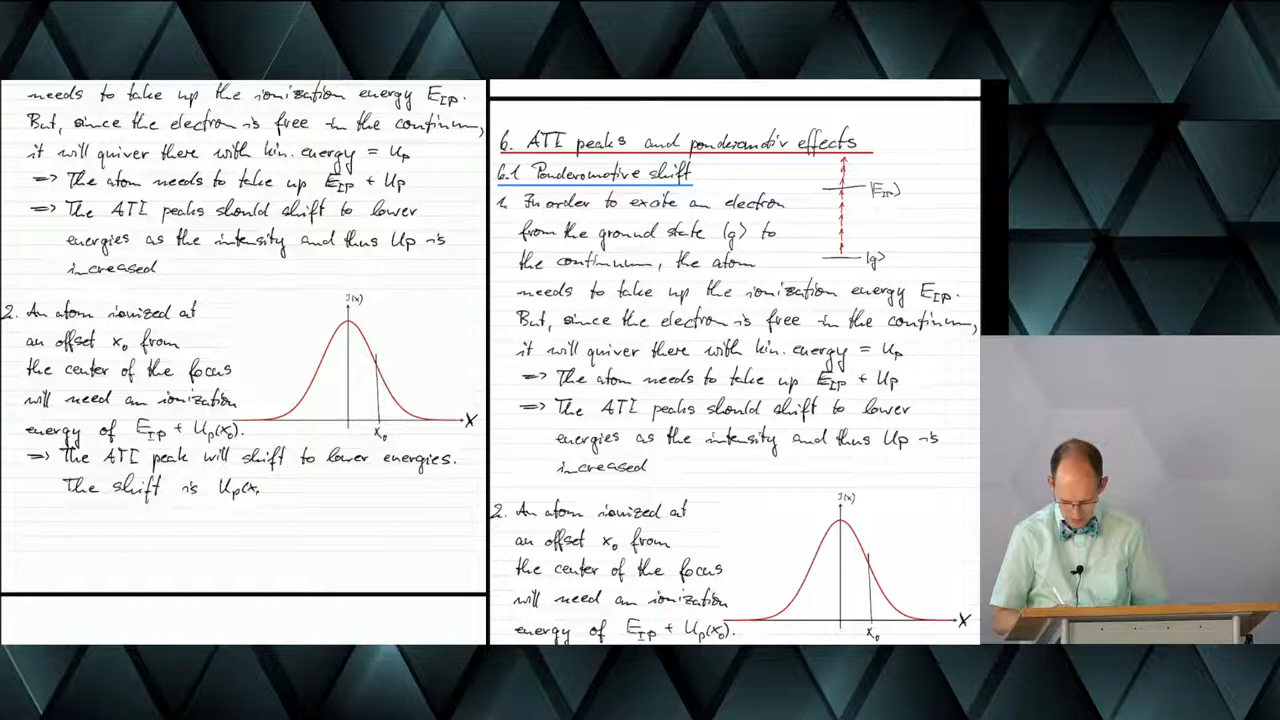 needs to take up the ionization energy E_IP.
But, since the electron is free in the continuum,
it will quiver there with kin. energy = Up
=> The atom needs to take up E_IP + Up
=> The ATI peaks should shift to lower
energies as the intensity and thus Up is
increased
2. An atom ionized at
an offset x₀ from
the center of the focus
will need an ionization
energy of E_IP + Up(x₀).
J(x)
X
x₀
=> The ATI peak will shift to lower energies.
The shift is Up(x.
6. ATI peaks and ponderomotiv effects
6.1 Ponderomotive shift
1. In order to excite an electron
from the ground state |g> to
the continuum, the atom
|E_IP>
|g>
needs to take up the ionization energy E_IP.
But, since the electron is free in the continuum,
it will quiver there with kin. energy = Up
=> The atom needs to take up E_IP + Up
=> The ATI peaks should shift to lower
energies as the intensity and thus Up is
increased
2. An atom ionized at
an offset x₀ from
the center of the focus
will need an ionization
energy of E_IP + Up(x₀).
J(x)
X
x₀